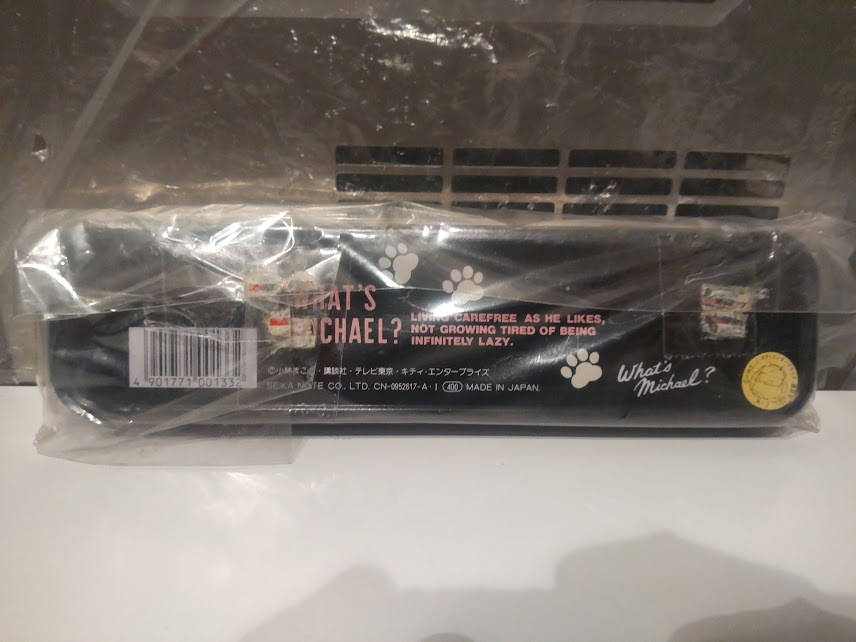 WHAT'S
MICHAEL?
LIVING CAREFREE AS HE LIKES,
NOT GROWING TIRED OF BEING
INFINITELY LAZY.
4 901771 001332
©小林まこと・講談社・テレビ東京・キティ・エンタープライズ
SEIKA NOTE CO., LTD. CN-0952617-A・I 400 MADE IN JAPAN.
What's
Michael?